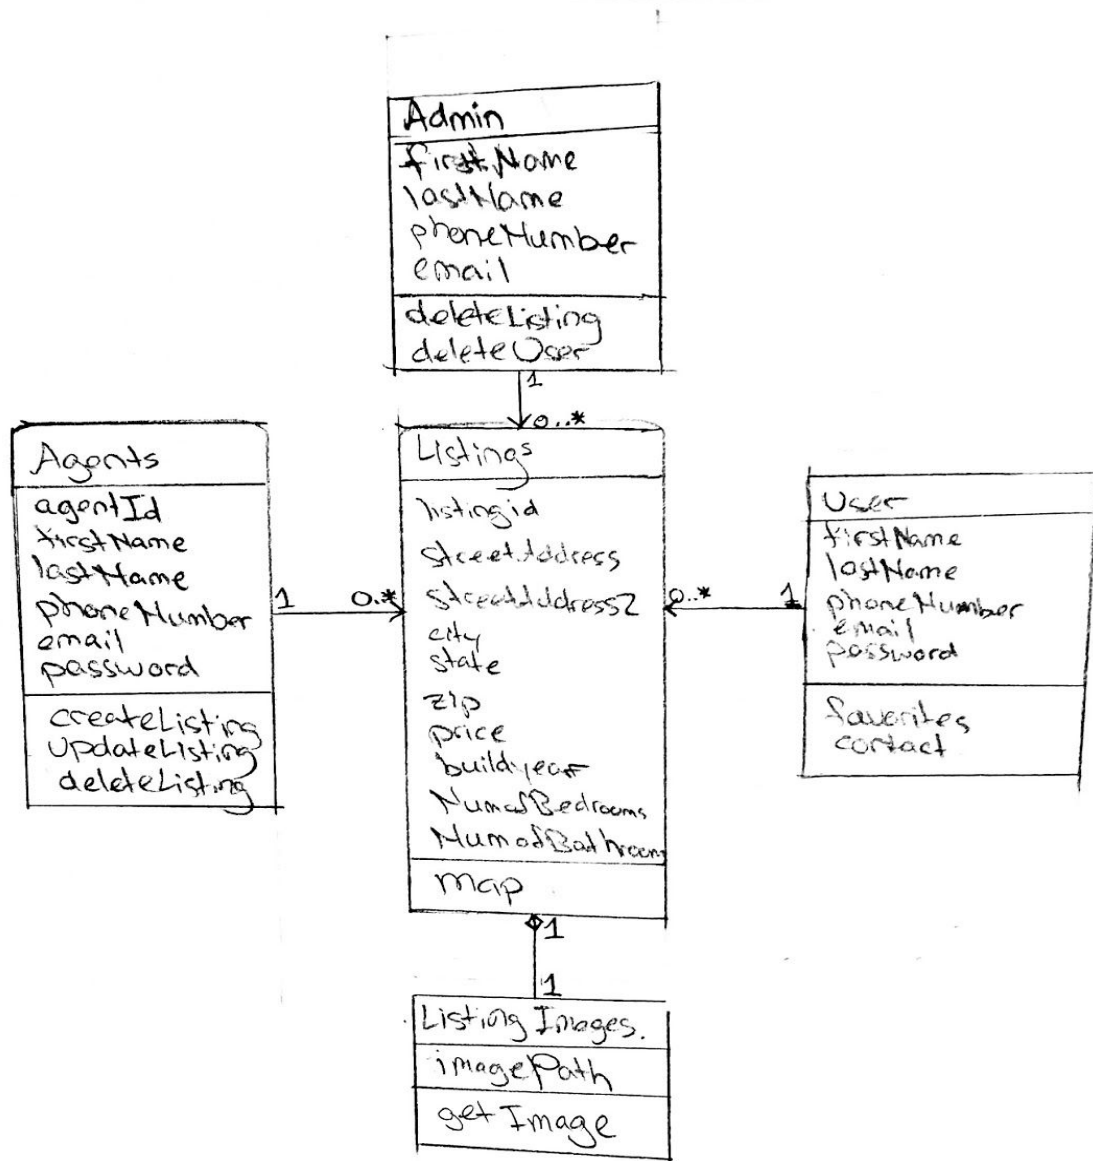 Admin
firstName
lastName
phoneNumber
email
deleteListing
deleteUser
1
0..*
Agents
agentId
firstName
lastName
phoneNumber
email
password
createListing
updateListing
deleteListing
1
0..*
Listings
listingid
streetAddress
streetAddress2
city
state
zip
price
buildyear
NumofBedrooms
NumofBathroom
map
0..*
1
User
firstName
lastName
phoneNumber
email
password
favorites
contact
1
1
Listing Images.
imagePath
getImage